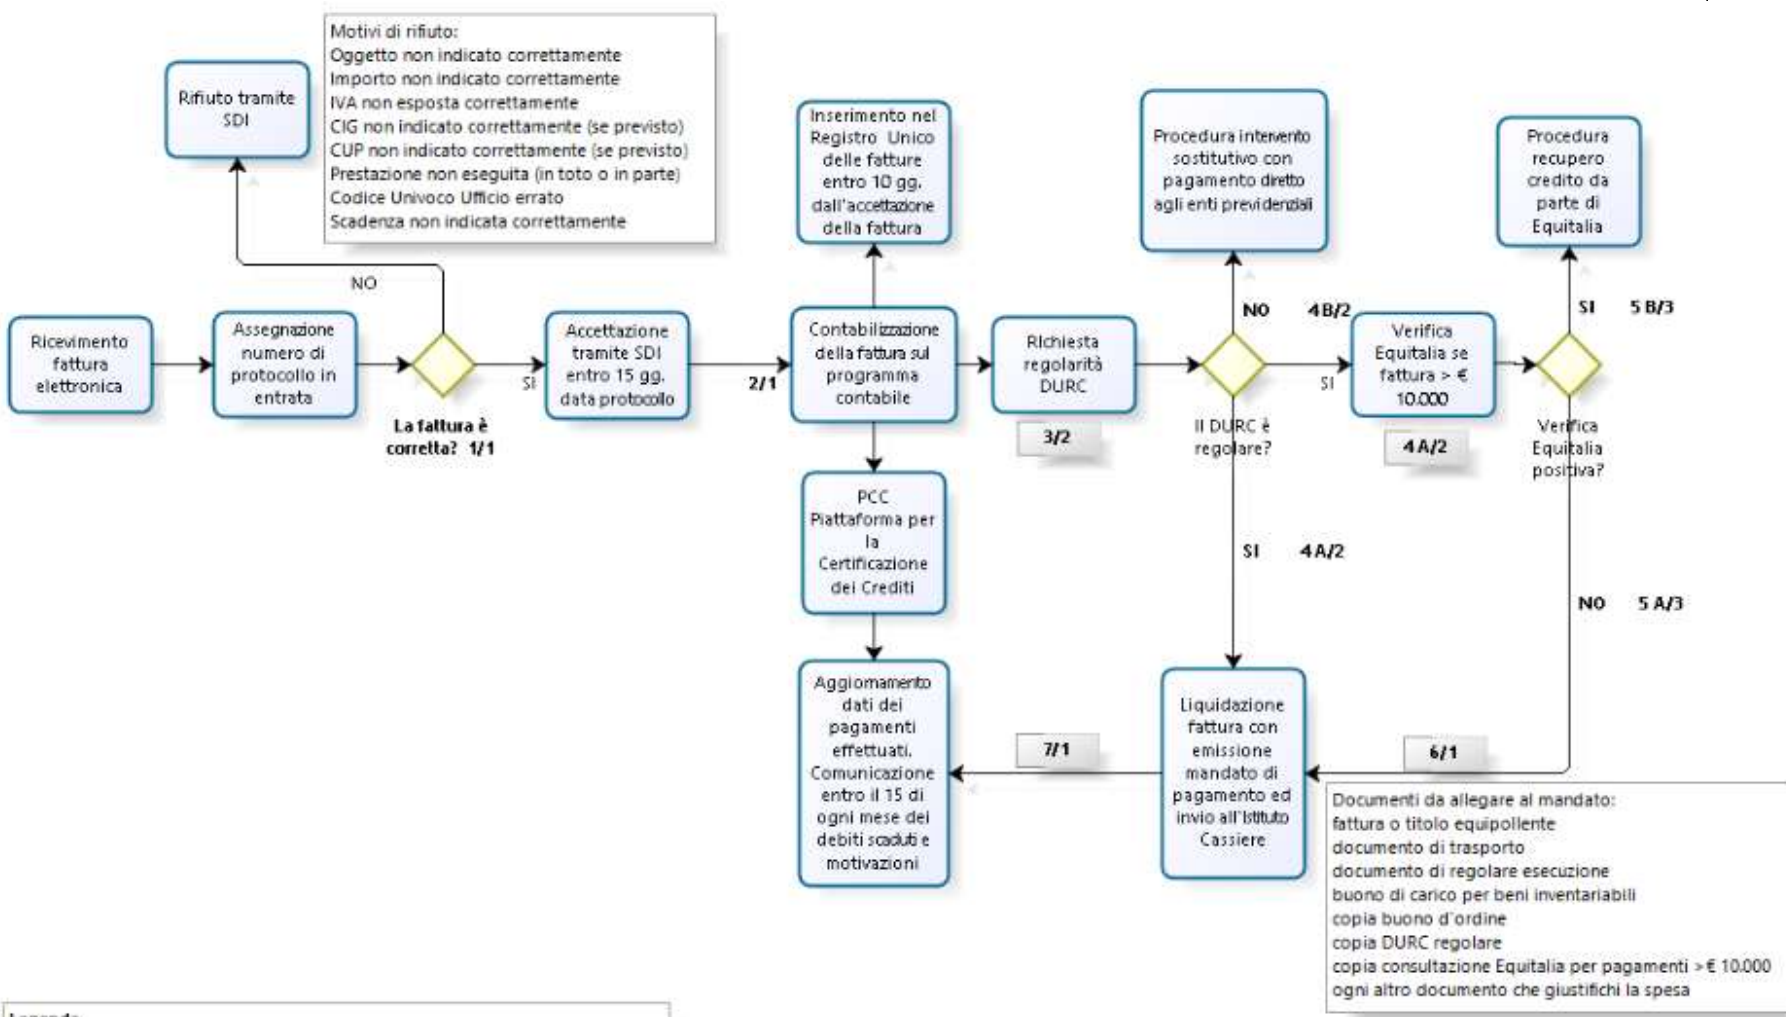 Motivi di rifiuto:
Oggetto non indicato correttamente
Importo non indicato correttamente
IVA non esposta correttamente
CIG non indicato correttamente (se previsto)
CUP non indicato correttamente (se previsto)
Prestazione non eseguita (in toto o in parte)
Codice Univoco Ufficio errato
Scadenza non indicata correttamente
Rifiuto tramite
SDI
NO
Ricevimento
fattura
elettronica
Assegnazione
numero di
protocollo in
entrata
La fattura è
corretta? 1/1
SI
Accettazione
tramite SDI
entro 15 gg.
data protocollo
2/1
Inserimento nel
Registro Unico
delle fatture
entro 10 gg.
dall'accettazione
della fattura
Contabilizzazione
della fattura sul
programma
contabile
PCC
Piattaforma per
la
Certificazione
dei Crediti
Aggiornamento
dati dei
pagamenti
effettuati.
Comunicazione
entro il 15 di
ogni mese dei
debiti scaduti e
motivazioni
RIchiesta
regolarità
DURC
3/2
Procedura intervento
sostitutivo con
pagamento diretto
agli enti previdenziali
NO 4 B/2
Il DURC è
regolare?
SI
SI 4 A/2
Verifica
Equitalia se
fattura > €
10.000
4 A/2
Procedura
recupero
credito da
parte di
Equitalia
SI 5 B/3
Verifica
Equitalia
positiva?
NO 5 A/3
Liquidazione
fattura con
emissione
mandato di
pagamento ed
invio all'Istituto
Cassiere
7/1
6/1
Documenti da allegare al mandato:
fattura o titolo equipollente
documento di trasporto
documento di regolare esecuzione
buono di carico per beni inventariabili
copia buono d'ordine
copia DURC regolare
copia consultazione Equitalia per pagamenti > € 10.000
ogni altro documento che giustifichi la spesa